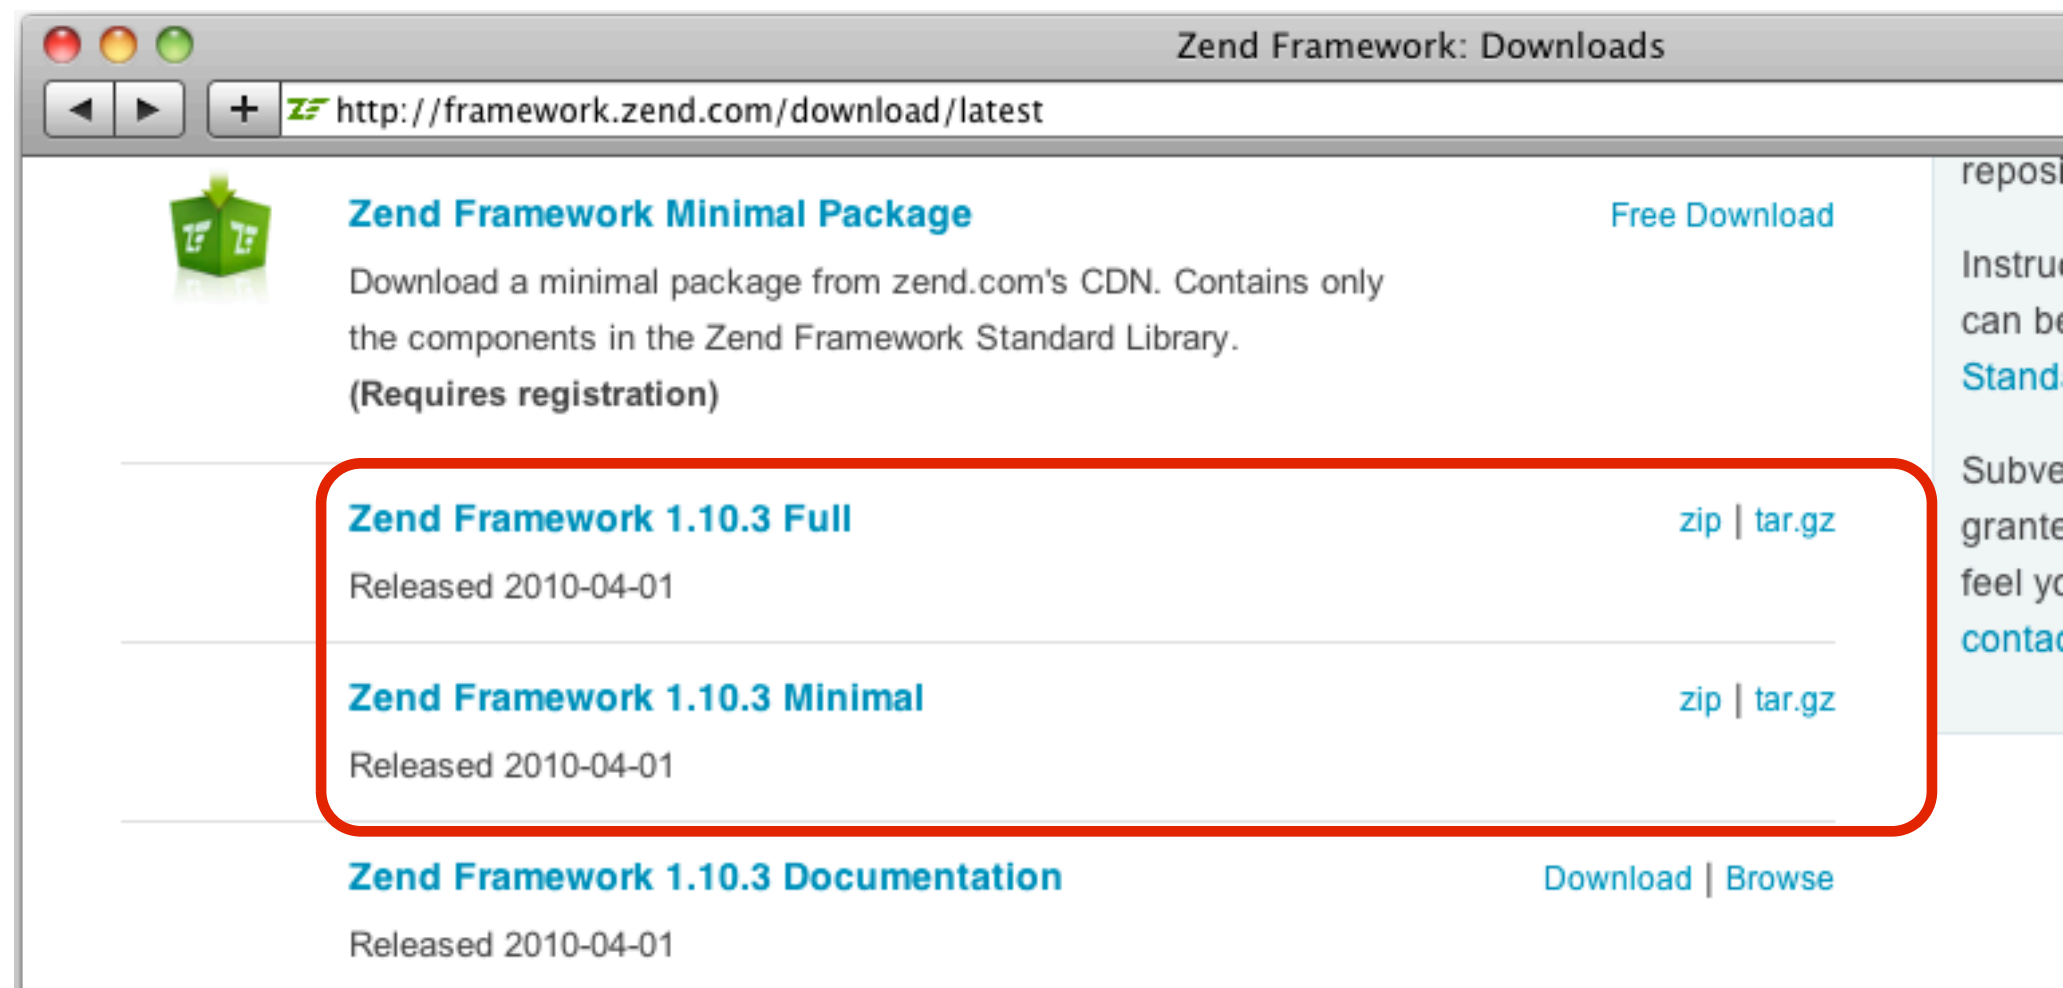 Zend Framework: Downloads
http://framework.zend.com/download/latest
Zend Framework Minimal Package
Free Download
Download a minimal package from zend.com's CDN. Contains only
the components in the Zend Framework Standard Library.
(Requires registration)
Zend Framework 1.10.3 Full
zip | tar.gz
Released 2010-04-01
Zend Framework 1.10.3 Minimal
zip | tar.gz
Released 2010-04-01
Zend Framework 1.10.3 Documentation
Download | Browse
Released 2010-04-01
can
feel